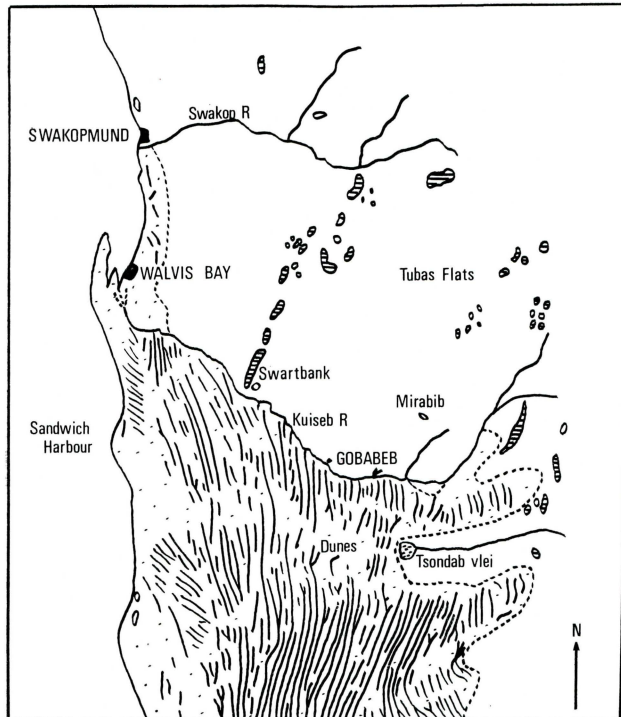 Swakop R
SWAKOPMUND
WALVIS BAY
Tubas Flats
Swartbank
Mirabib
Kuiseb R
Sandwich
Harbour
GOBABEB
Dunes
Tsondab vlei
N